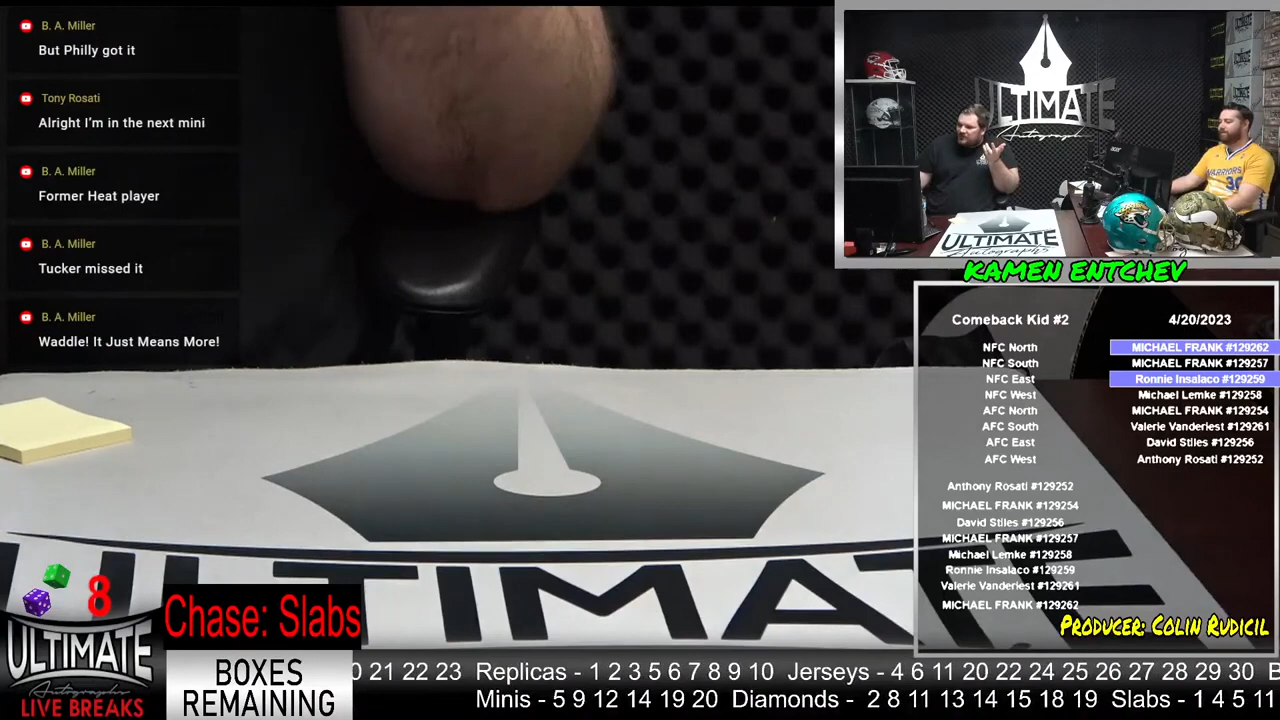 B. A. Miller
But Philly got it
Tony Rosati
Alright I'm in the next mini
B. A. Miller
Former Heat player
B. A. Miller
Tucker missed it
B. A. Miller
Waddle! It Just Means More!
ULTIMATE
Autographs
WARRIORS
30
ULTIMATE
Autographs
KAMEN ENTCHEV
Comeback Kid #2 4/20/2023
NFC North MICHAEL FRANK #129262
NFC South MICHAEL FRANK #129257
NFC East Ronnie Insalaco #129259
NFC West Michael Lemke #129258
AFC North MICHAEL FRANK #129254
AFC South Valerie Vanderlest #129261
AFC East David Stiles #129256
AFC West Anthony Rosati #129252
Anthony Rosati #129252
MICHAEL FRANK #129254
David Stiles #129256
MICHAEL FRANK #129257
Michael Lemke #129258
Ronnie Insalaco #129259
Valerie Vanderlest #129261
MICHAEL FRANK #129262
PRODUCER: COLIN RUDICIL
ULTIMATE
8
ULTIMATE
Autographs
LIVE BREAKS
Chase: Slabs
BOXES
REMAINING
0 21 22 23 Replicas - 1 2 3 5 7 8 9 10 Jerseys - 4 6 11 20 22 24 25 26 27 28 29 30 B
Minis - 5 9 12 14 19 20 Diamonds - 2 8 11 13 14 15 18 19 Slabs - 1 4 5 11